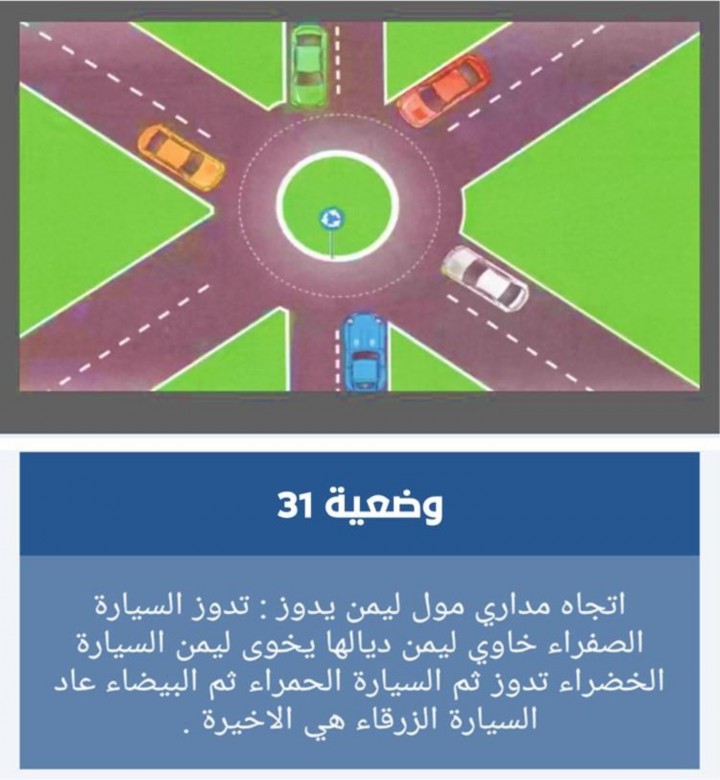 وضعية 31
اتجاه مداري مول ليمن يدوز : تدوز السيارة
الصفراء خاوي ليمن ديالها يخوى ليمن السيارة
الخضراء تدوز ثم السيارة الحمراء ثم البيضاء عاد
السيارة الزرقاء هي الاخيرة .